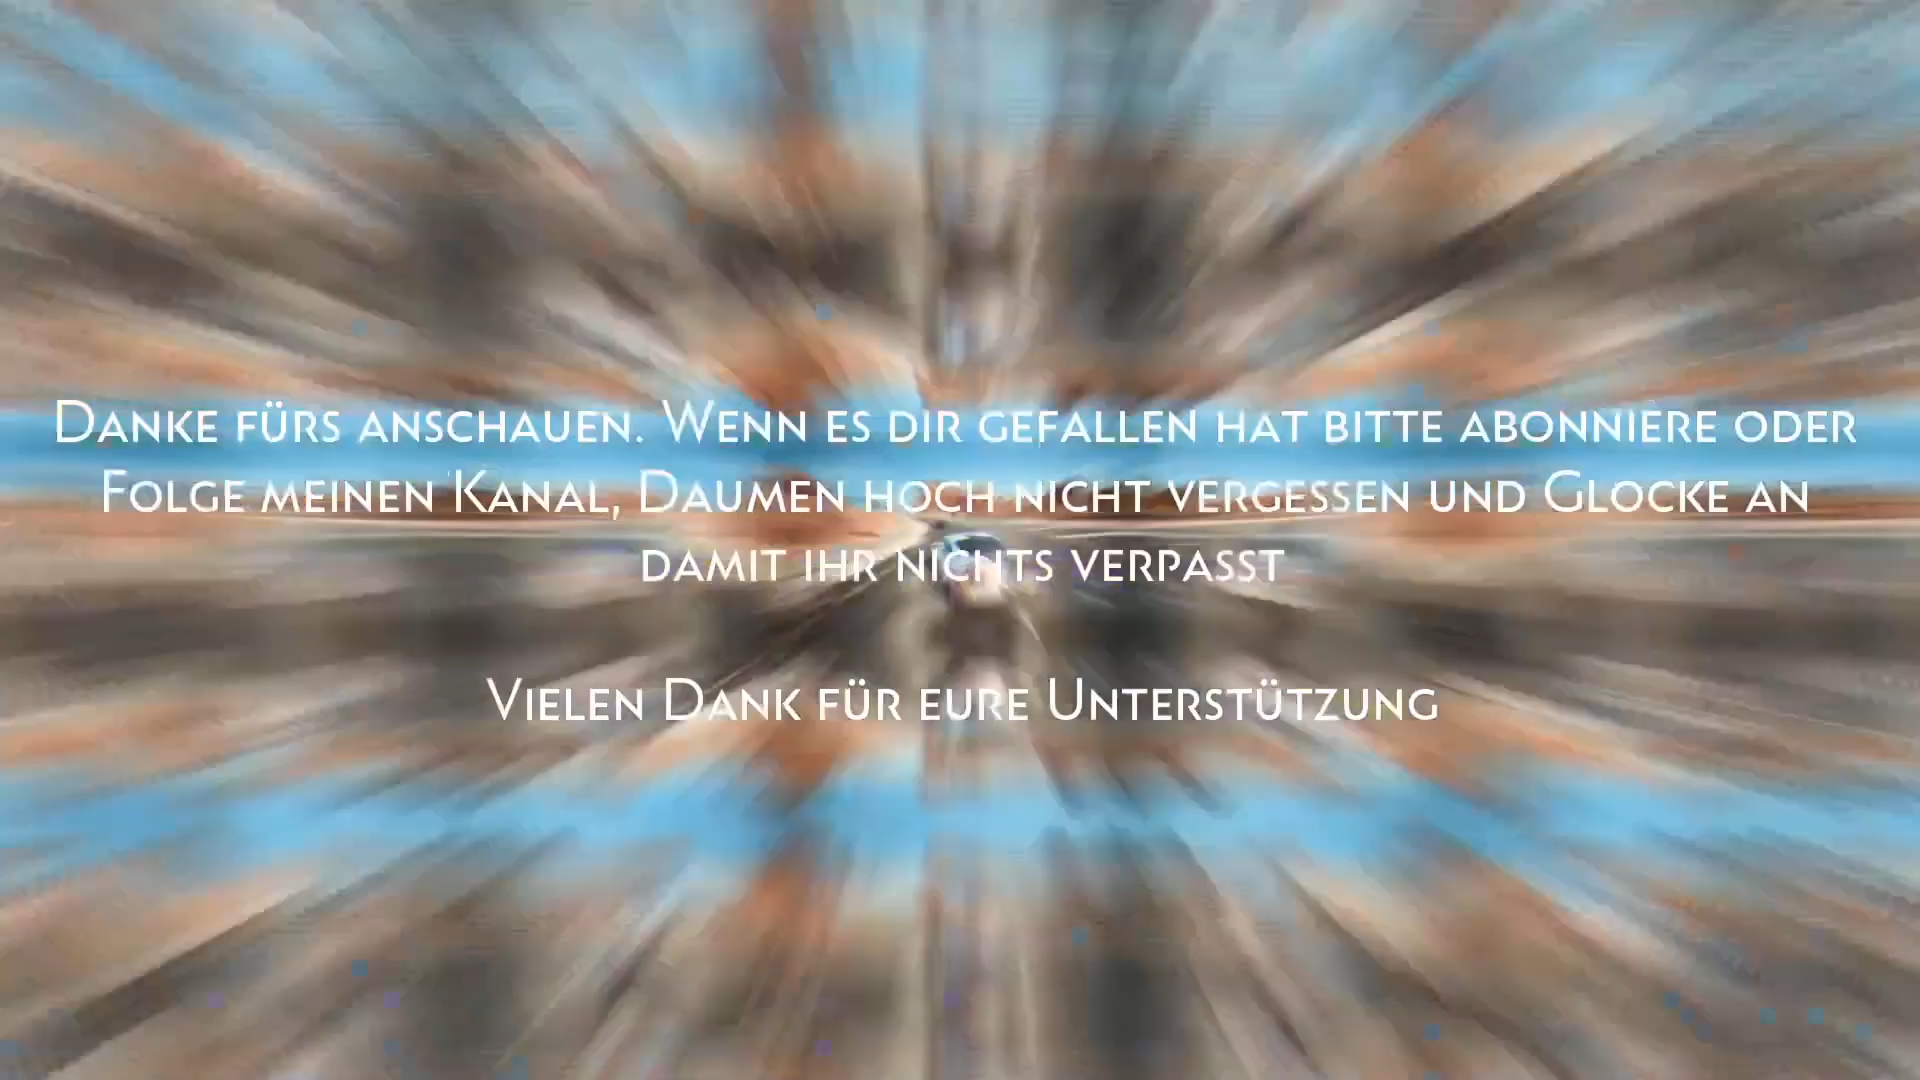 Danke fürs anschauen. Wenn es dir gefallen hat bitte abonniere oder
Folge meinen Kanal, Daumen hoch nicht vergessen und Glocke an
damit ihr nichts verpasst
Vielen Dank für eure Unterstützung